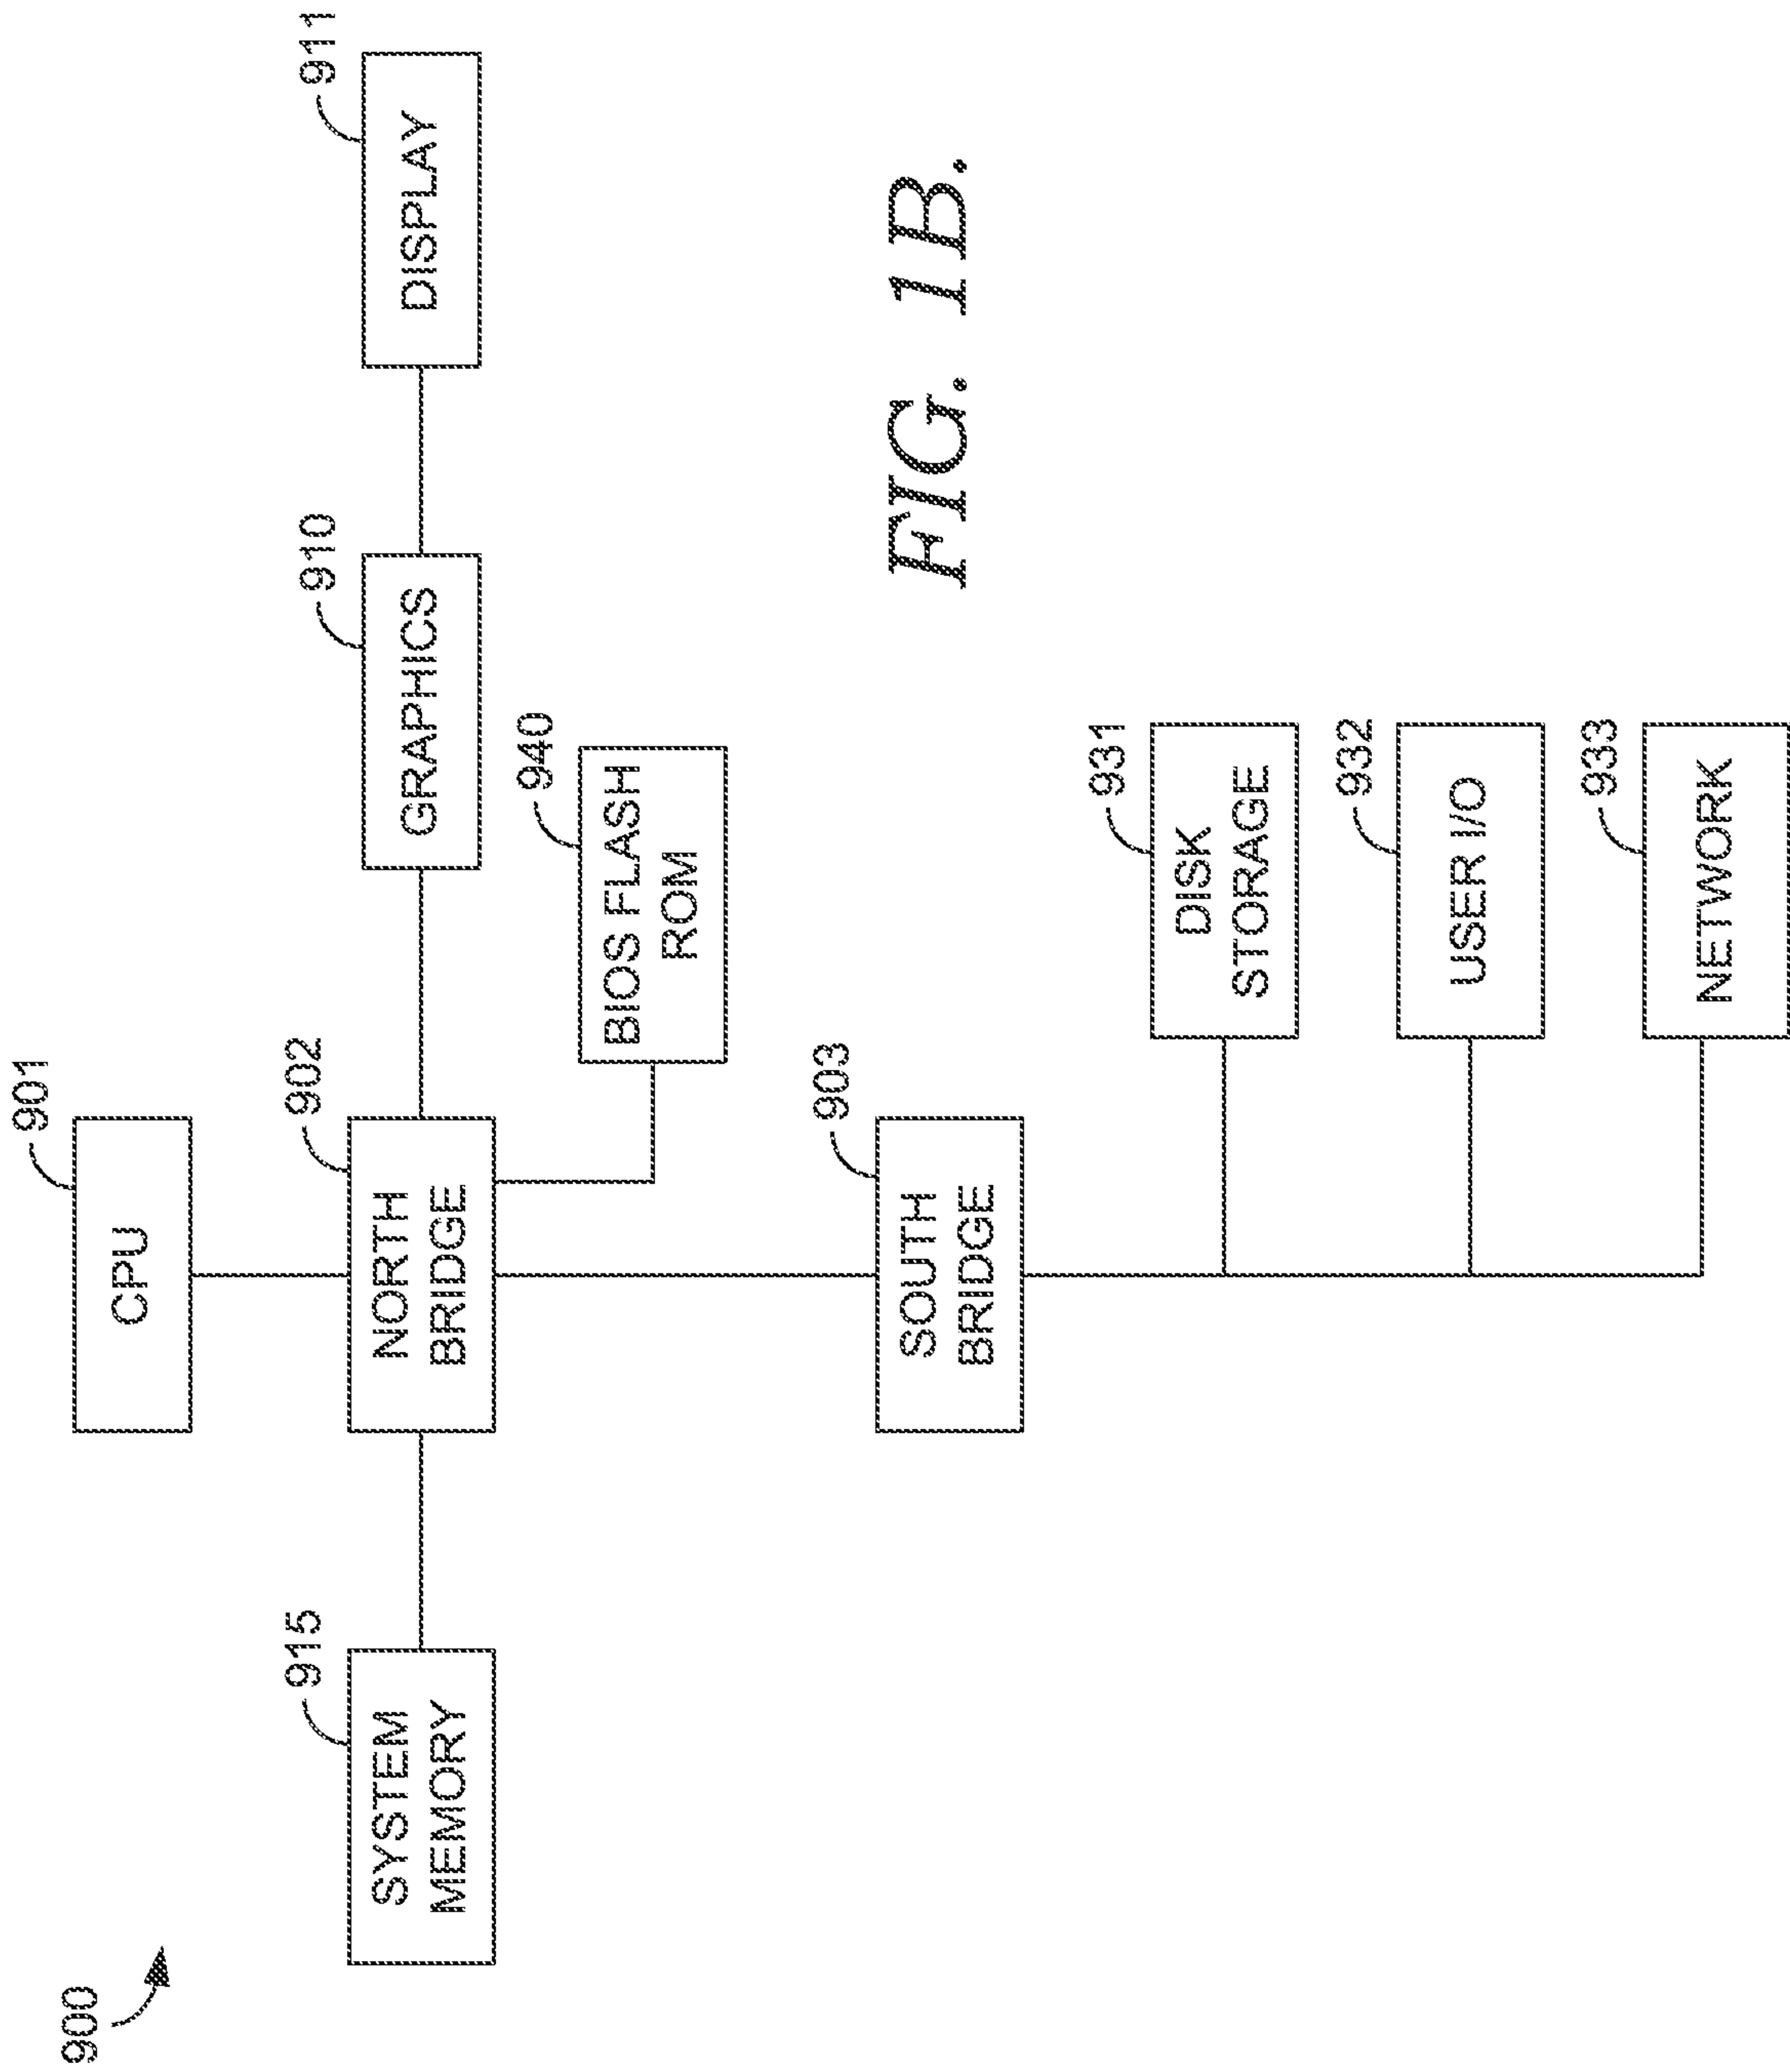 900
901
CPU
915
SYSTEM
MEMORY
902
NORTH
BRIDGE
910
GRAPHICS
911
DISPLAY
940
BIOS FLASH
ROM
903
SOUTH
BRIDGE
931
DISK
STORAGE
932
USER I/O
933
NETWORK
FIG. 1B.